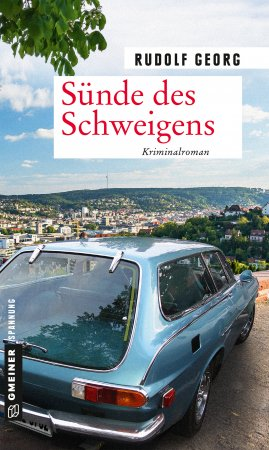 RUDOLF GEORG
Sünde des
Schweigens
Kriminalroman
GMEINER SPANNUNG